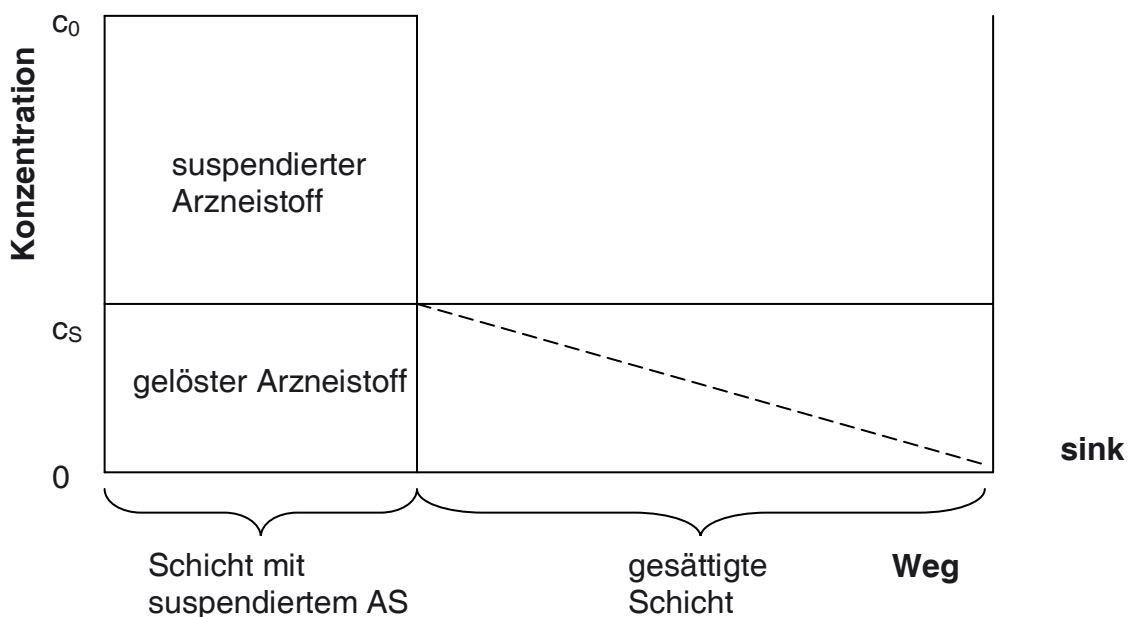 c₀
Konzentration
suspendierter
Arzneistoff
cS
gelöster Arzneistoff
0
sink
Schicht mit
suspendiertem AS
gesättigte
Schicht
Weg